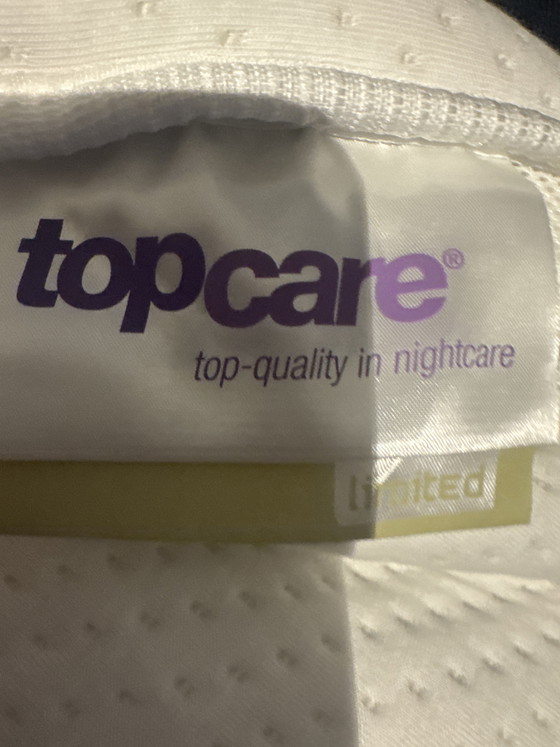 topcare®
top-quality in nightcare
limited